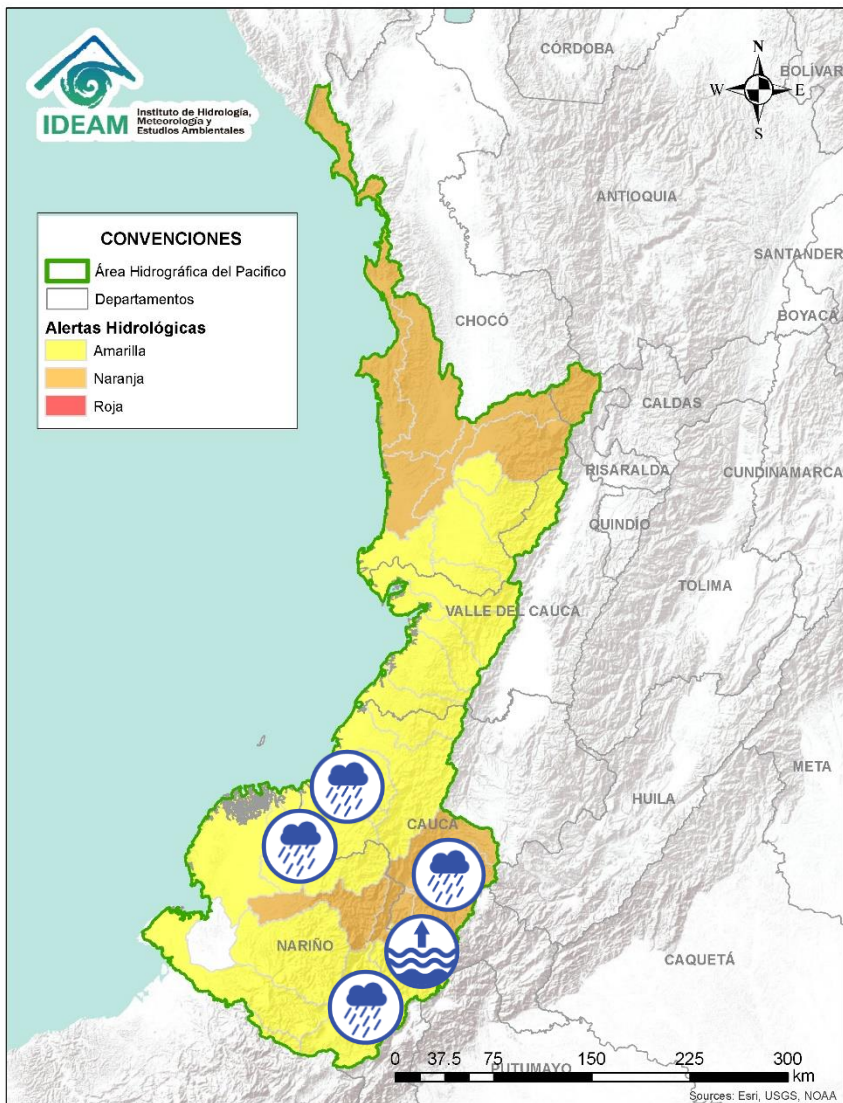 IDEAM
Instituto de Hidrología,
Meteorología y
Estudios Ambientales
CÓRDOBA
BOLÍVAR
N
W
E
S
ANTIOQUIA
CONVENCIONES
Área Hidrográfica del Pacifico
Departamentos
Alertas Hidrológicas
Amarilla
Naranja
Roja
SANTANDER
BOYACA
CHOCÓ
CALDAS
RISARALDA
CUNDINAMARCA
QUINDÍO
TOLIMA
VALLE DEL CAUCA
META
HUILA
CAUCA
NARIÑO
CAQUETÁ
PUTUMAYO
0 37.5 75 150 225 300
km
Sources: Esri, USGS, NOAA